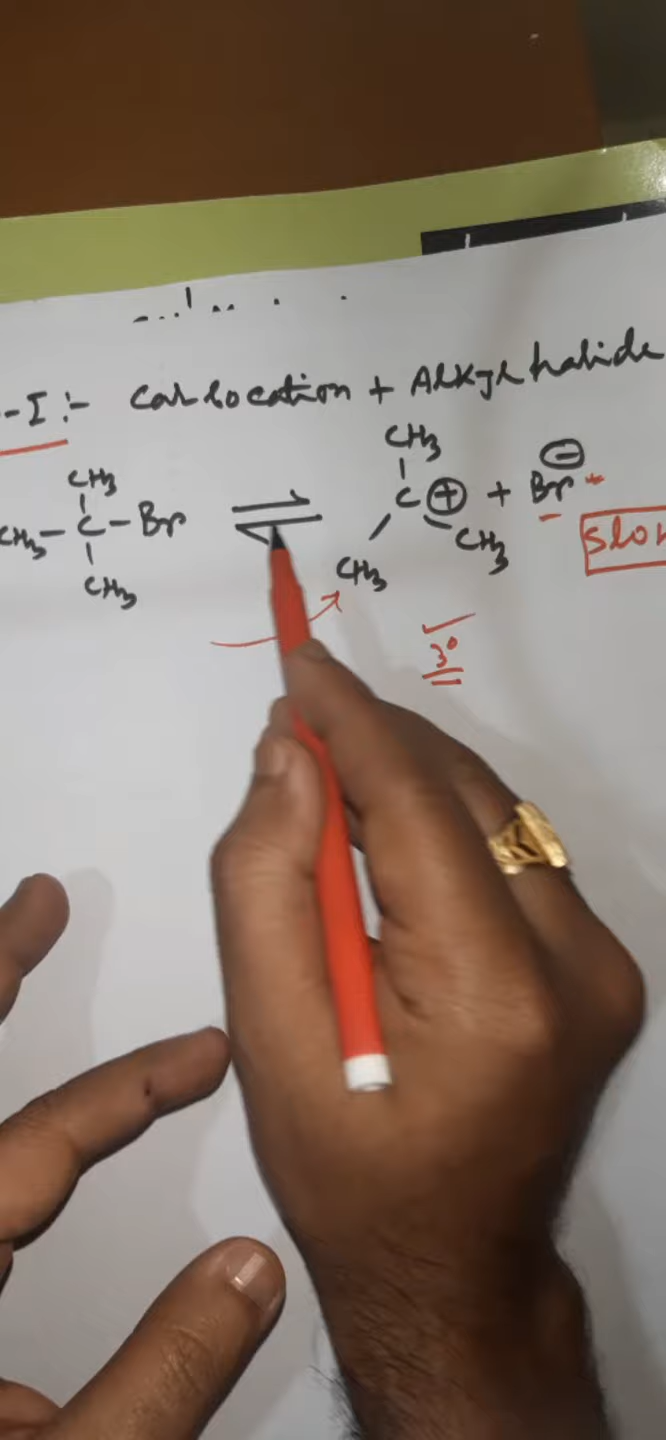 -I :- Carbocation + Alkyl halide
CH3 CH3
CH3-C-Br ⇌ C⊕ + Br⊖ Slow
CH3 CH3 CH3
3°